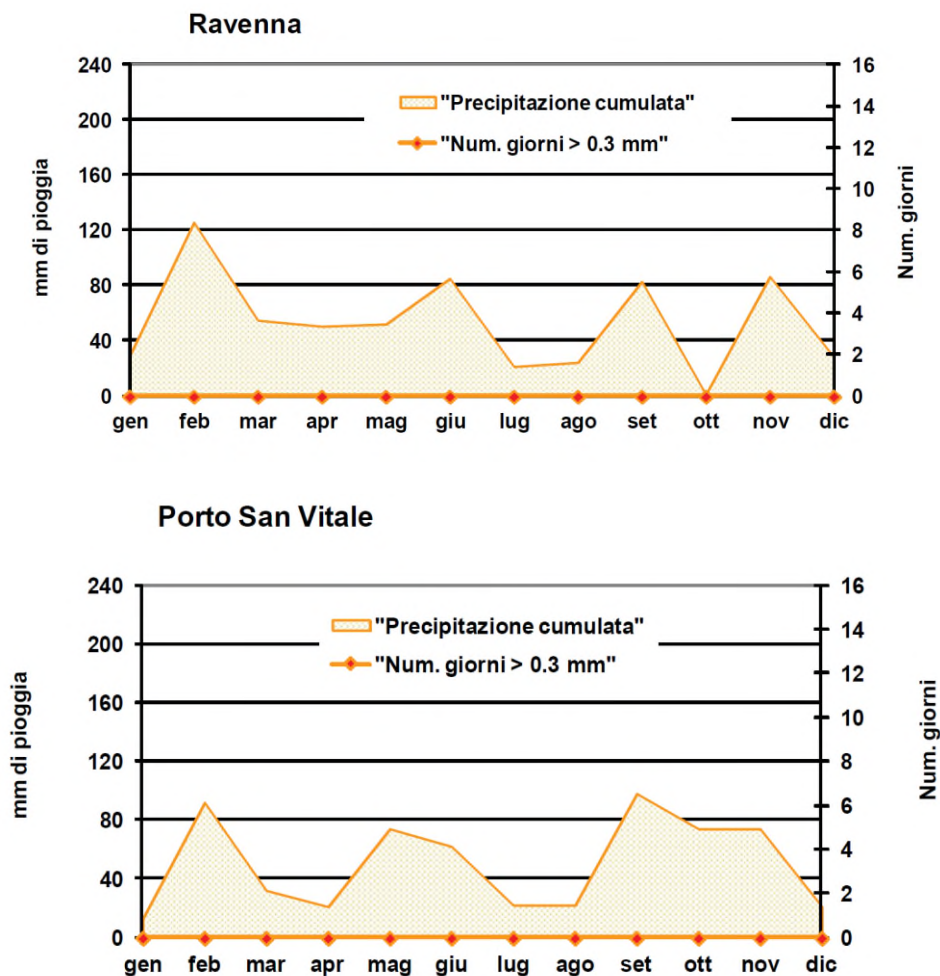 Ravenna
240
200
160
120
80
40
0
mm di pioggia
"Precipitazione cumulata"
"Num. giorni > 0.3 mm"
16
14
12
10
8
6
4
2
0
Num. giorni
gen feb mar apr mag giu lug ago set ott nov dic
Porto San Vitale
240
200
160
120
80
40
0
mm di pioggia
"Precipitazione cumulata"
"Num. giorni > 0.3 mm"
16
14
12
10
8
6
4
2
0
Num. giorni
gen feb mar apr mag giu lug ago set ott nov dic